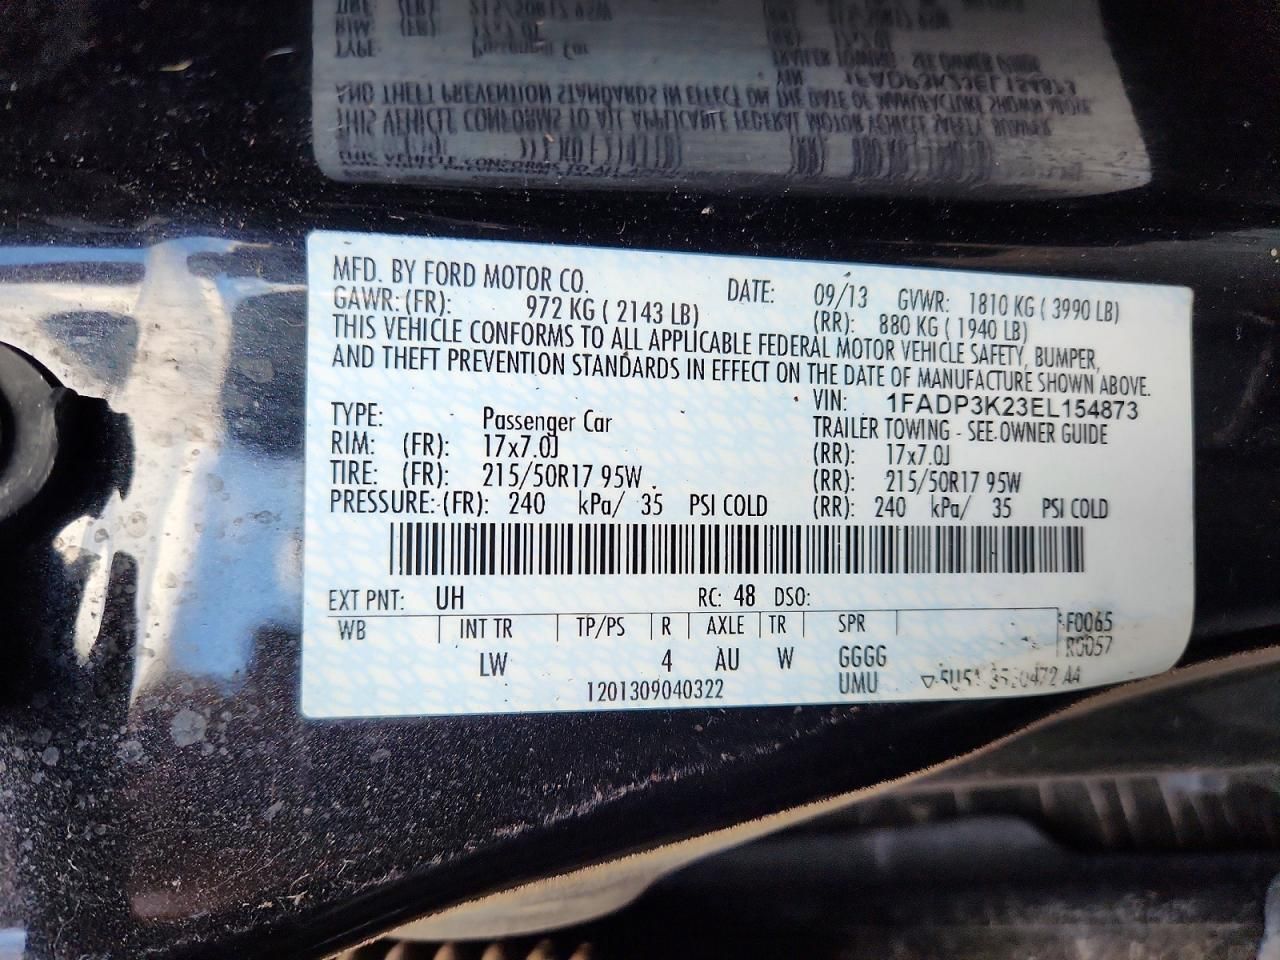 MFD. BY FORD MOTOR CO. DATE: 09/13 GVWR: 1810 KG ( 3990 LB)
GAWR: (FR): 972 KG ( 2143 LB) (RR): 880 KG ( 1940 LB)
THIS VEHICLE CONFORMS TO ALL APPLICABLE FEDERAL MOTOR VEHICLE SAFETY, BUMPER,
AND THEFT PREVENTION STANDARDS IN EFFECT ON THE DATE OF MANUFACTURE SHOWN ABOVE.
VIN: 1FADP3K23EL154873
TYPE: Passenger Car TRAILER TOWING - SEE OWNER GUIDE
RIM: (FR): 17x7.0J (RR): 17x7.0J
TIRE: (FR): 215/50R17 95W (RR): 215/50R17 95W
PRESSURE: (FR): 240 kPa/ 35 PSI COLD (RR): 240 kPa/ 35 PSI COLD
EXT PNT: UH RC: 48 DSO:
WB INT TR TP/PS R AXLE TR SPR F0065
LW 4 AU W GGGG R0057
1201309040322 UMU